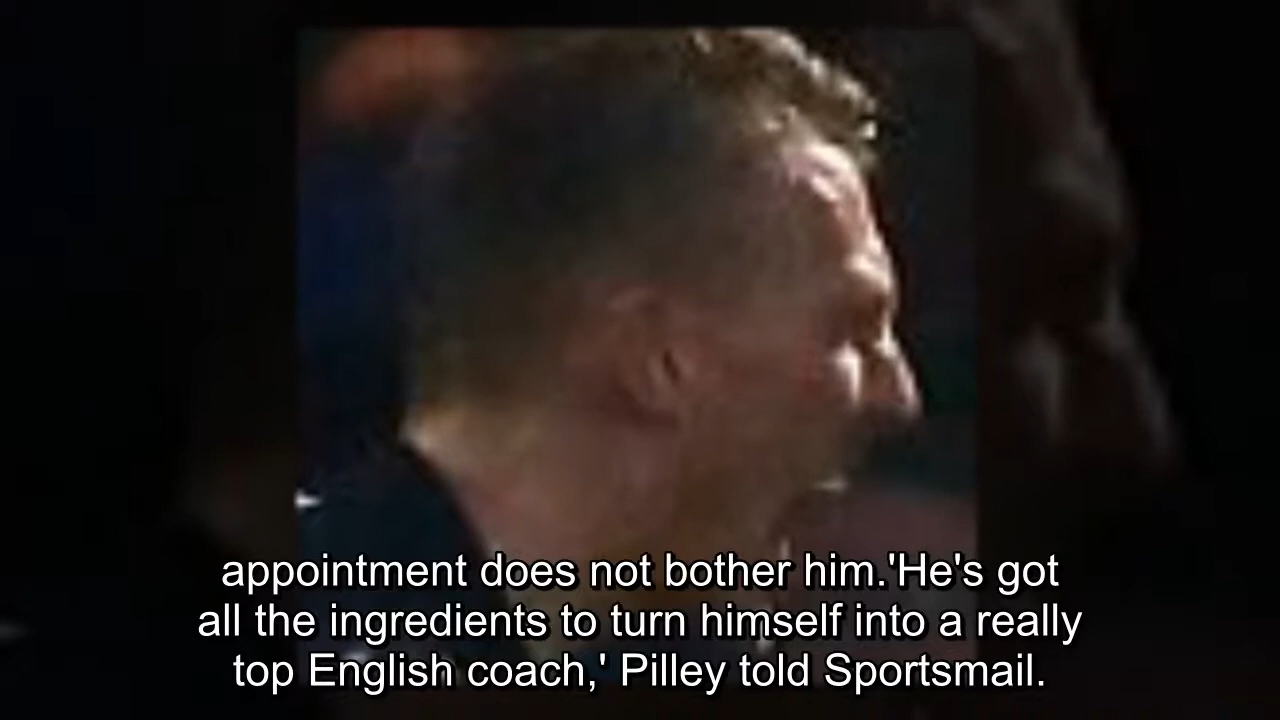 appointment does not bother him.'He's got
all the ingredients to turn himself into a really
top English coach,' Pilley told Sportsmail.